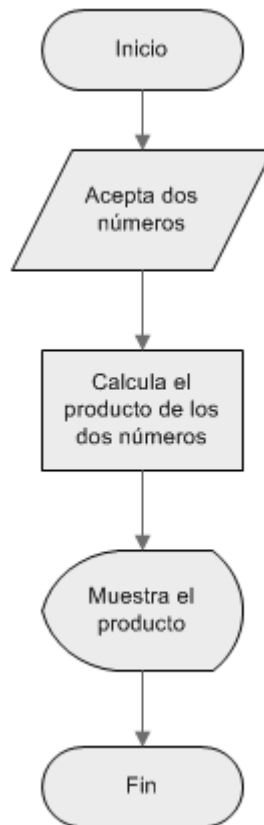 Inicio
Acepta dos
números
Calcula el
producto de los
dos números
Muestra el
producto
Fin